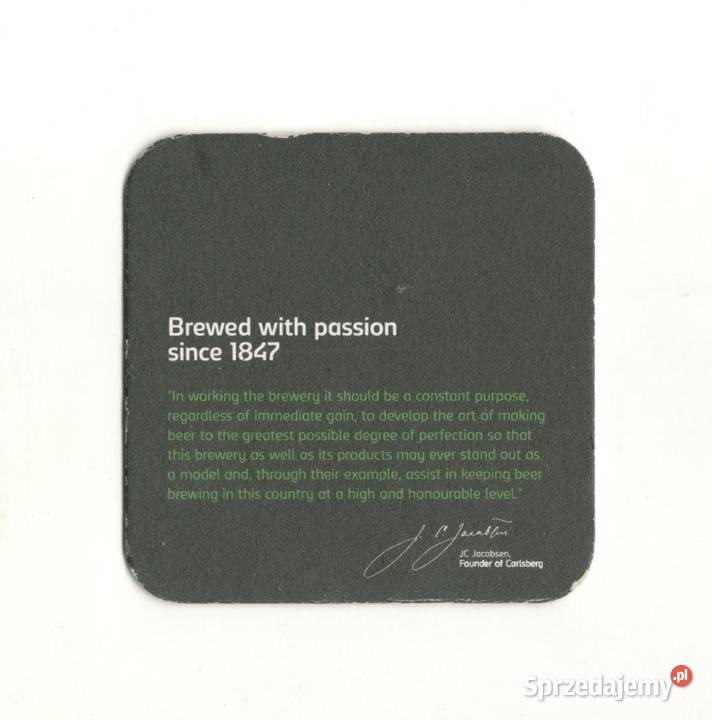 Brewed with passion
since 1847
"In working the brewery it should be a constant purpose,
regardless of immediate gain, to develop the art of making
beer to the greatest possible degree of perfection so that
this brewery as well as its products may ever stand out as
a model and, through their example, assist in keeping beer
brewing in this country at a high and honourable level."
J. C. Jacobsen
JC Jacobsen,
Founder of Carlsberg
Sprzedajemy.pl